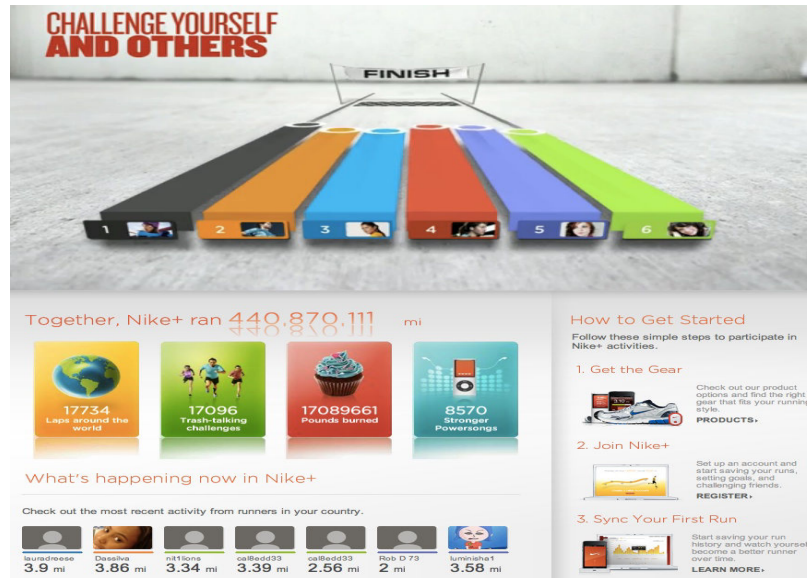 CHALLENGE YOURSELF
AND OTHERS
FINISH
1
2
3
4
5
6
Together, Nike+ ran 440,870,111 mi
17734
Laps around the
world
17096
Trash-talking
challenges
17089661
Pounds burned
8570
Stronger
Powersongs
What's happening now in Nike+
Check out the most recent activity from runners in your country.
lauradreese
3.9 mi
Dassilva
3.86 mi
nit1lions
3.34 mi
cal8edd33
3.39 mi
cal8edd33
2.56 mi
Rob D 73
2 mi
luminisha1
3.58 mi
How to Get Started
Follow these simple steps to participate in
Nike+ activities.
1. Get the Gear
Check out our product
options and find the right
gear that fits your running
style.
PRODUCTS
2. Join Nike+
Set up an account and
start saving your runs,
setting goals, and
challenging friends.
REGISTER
3. Sync Your First Run
Start saving your run
history and watch yourself
become a better runner
over time.
LEARN MORE